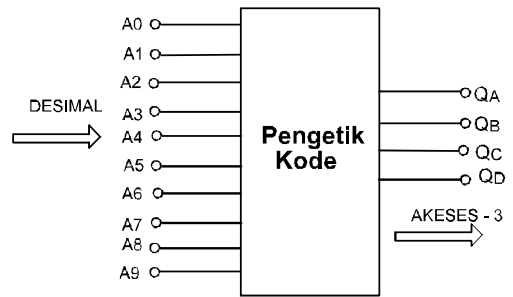 A0
A1
A2
DESIMAL
A3
A4
A5
A6
A7
A8
A9
Pengetik
Kode
QA
QB
QC
QD
AKESES - 3